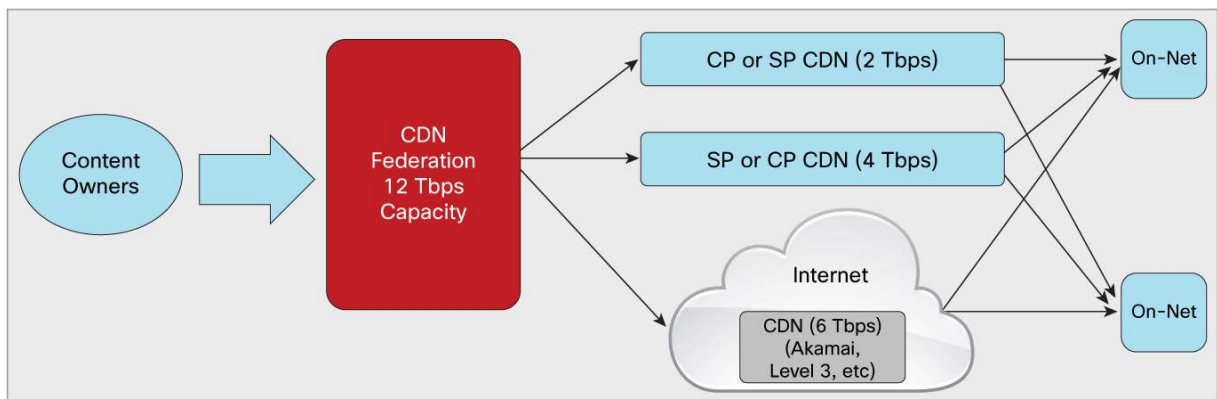 Content
Owners
CDN
Federation
12 Tbps
Capacity
CP or SP CDN (2 Tbps)
SP or CP CDN (4 Tbps)
Internet
CDN (6 Tbps)
(Akamai,
Level 3, etc)
On-Net
On-Net